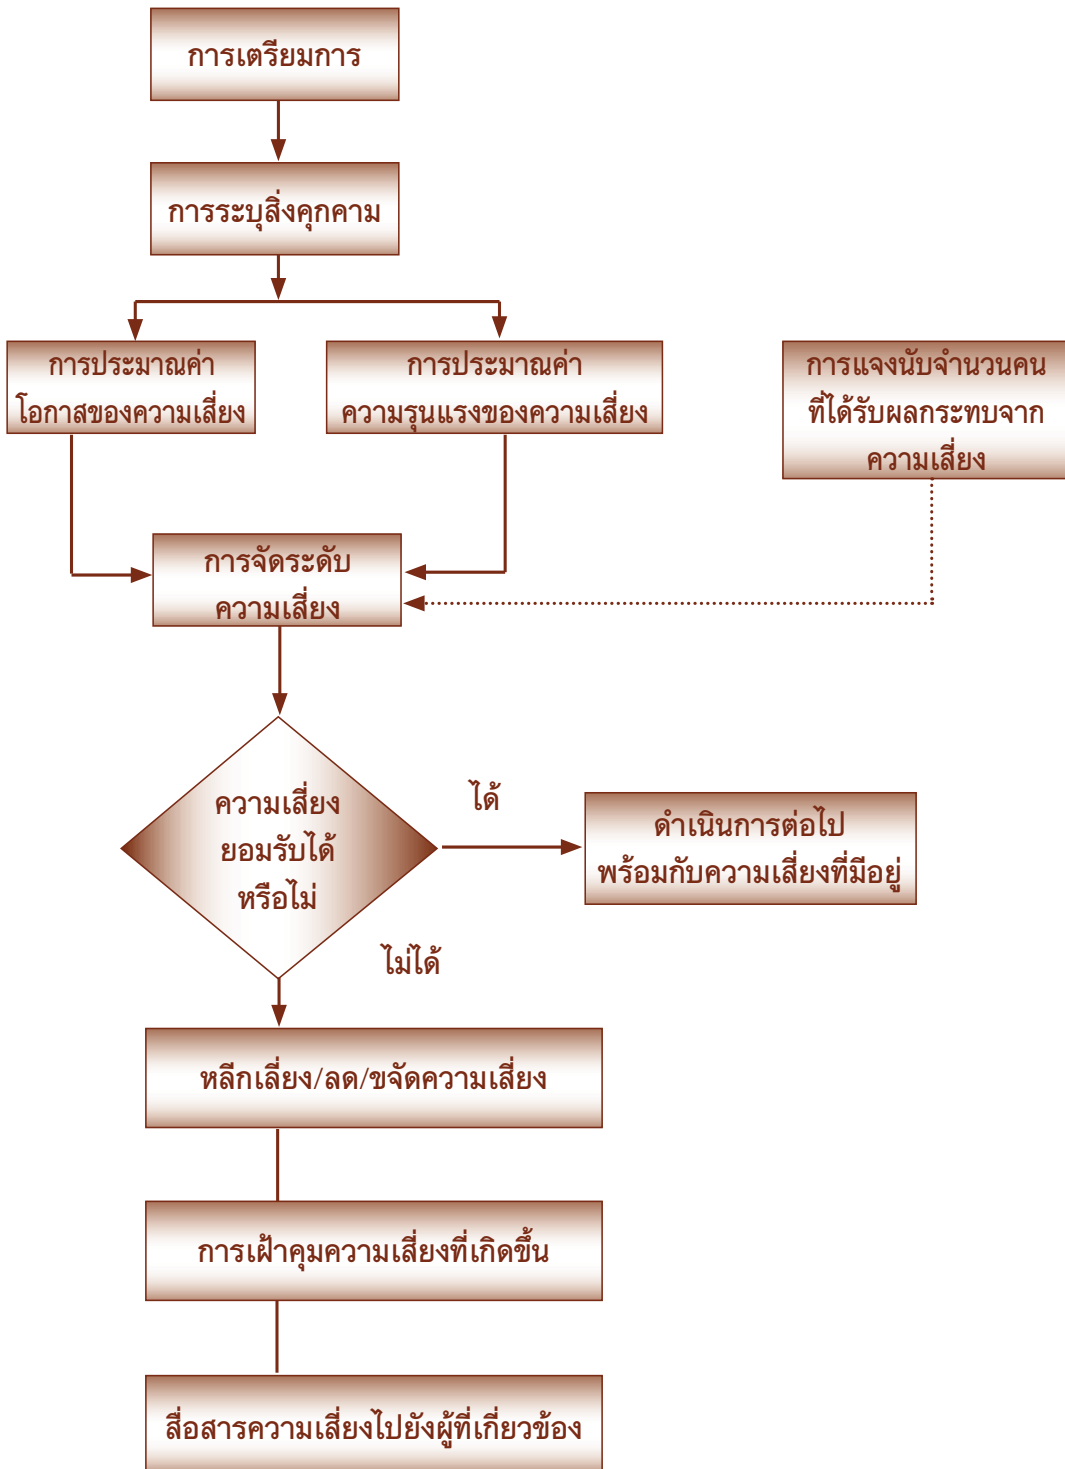 การเตรียมการ
การระบุสิ่งคุกคาม
การประมาณค่า
โอกาสของความเสี่ยง
การประมาณค่า
ความรุนแรงของความเสี่ยง
การแจงนับจำนวนคน
ที่ได้รับผลกระทบจาก
ความเสี่ยง
การจัดระดับ
ความเสี่ยง
ความเสี่ยง
ยอมรับได้
หรือไม่
ได้
ดำเนินการต่อไป
พร้อมกับความเสี่ยงที่มีอยู่
ไม่ได้
หลีกเลี่ยง/ลด/ขจัดความเสี่ยง
การเฝ้าคุมความเสี่ยงที่เกิดขึ้น
สื่อสารความเสี่ยงไปยังผู้ที่เกี่ยวข้อง